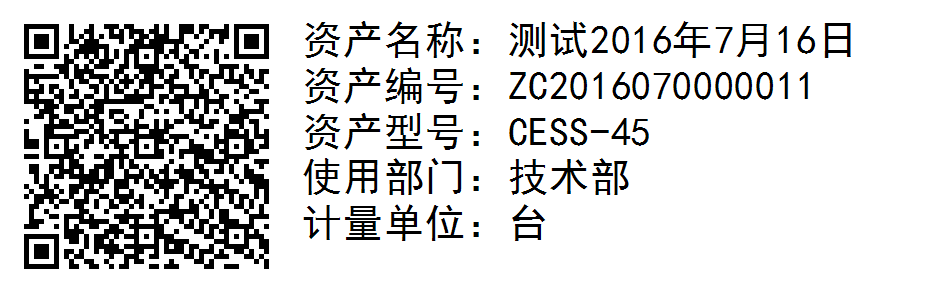 资产名称：测试2016年7月16日
资产编号：ZC2016070000011
资产型号：CESS-45
使用部门：技术部
计量单位：台